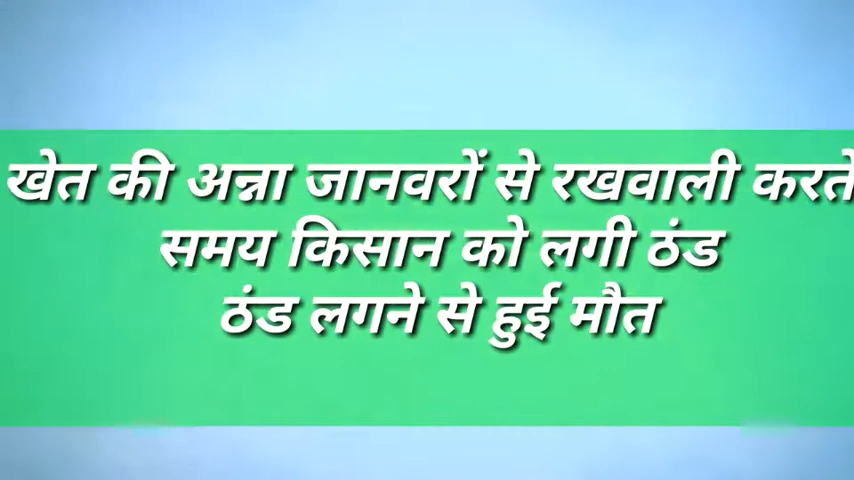 खेत की अन्ना जानवरों से रखवाली करते
समय किसान को लगी ठंड
ठंड लगने से हुई मौत